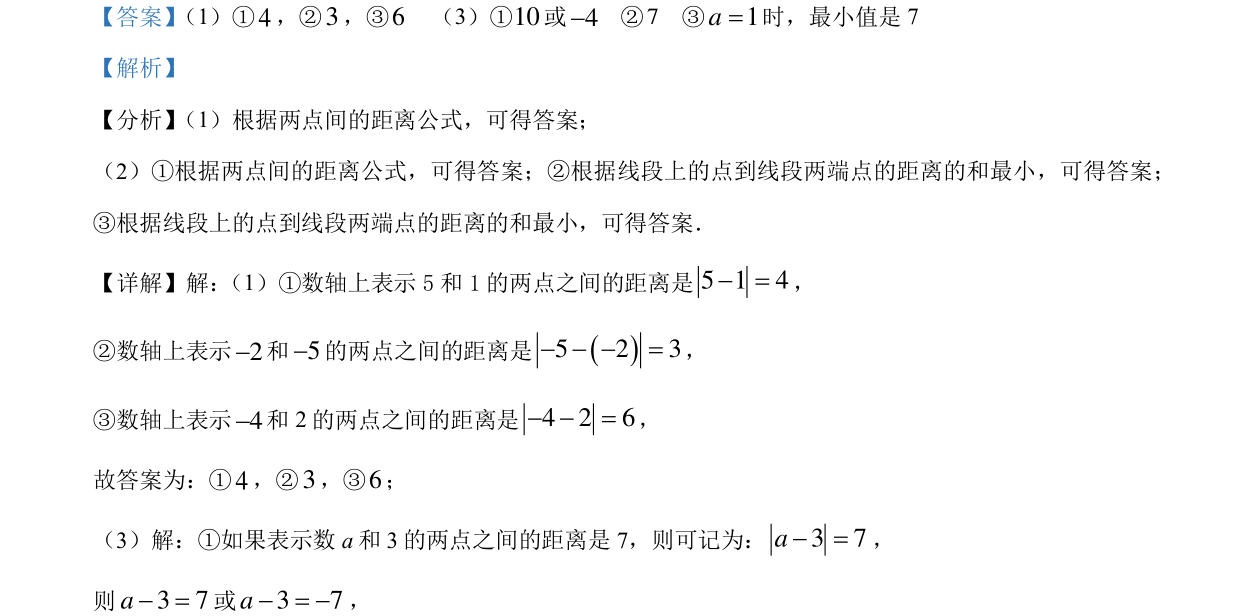 【答案】（1）①4，②3，③6 （3）①10或−4 ②7 ③a＝1时，最小值是 7
【解析】
【分析】（1）根据两点间的距离公式，可得答案；
（2）①根据两点间的距离公式，可得答案；②根据线段上的点到线段两端点的距离的和最小，可得答案；
③根据线段上的点到线段两端点的距离的和最小，可得答案．
【详解】解：（1）①数轴上表示 5 和 1 的两点之间的距离是|5−1|＝4，
②数轴上表示−2和−5的两点之间的距离是|−5−(−2)|＝3，
③数轴上表示−4和 2 的两点之间的距离是|−4−2|＝6，
故答案为：①4，②3，③6；
（3）解：①如果表示数 a 和 3 的两点之间的距离是 7，则可记为：|a−3|＝7，
则a−3＝7或a−3＝−7，